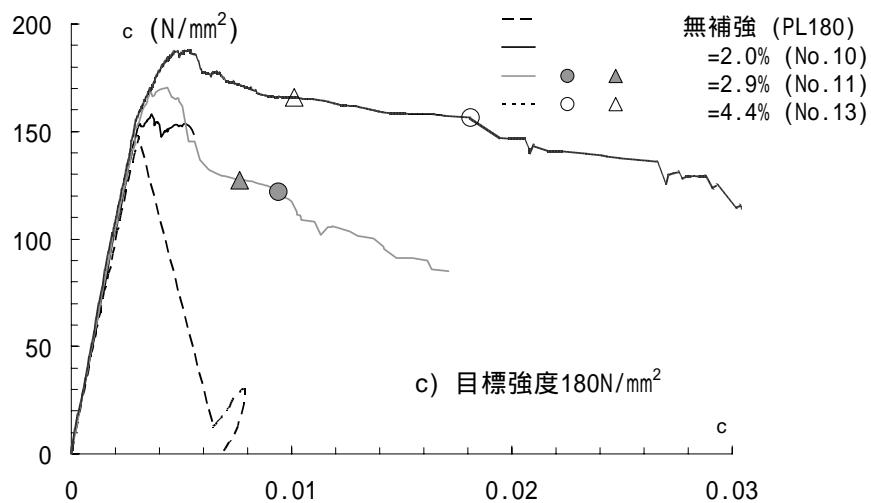 200
c (N/mm²)
無補強 (PL180)
=2.0% (No.10)
=2.9% (No.11)
=4.4% (No.13)
150
100
50
c) 目標強度180N/mm²
c
0
0
0.01
0.02
0.03